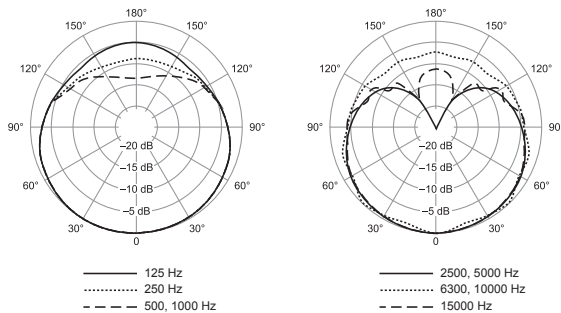 180°
150° 150°
120° 120°
90° 90°
60° 60°
30° 30°
0
–20 dB
–15 dB
–10 dB
–5 dB
125 Hz
250 Hz
500, 1000 Hz
180°
150° 150°
120° 120°
90° 90°
60° 60°
30° 30°
0
–20 dB
–15 dB
–10 dB
–5 dB
2500, 5000 Hz
6300, 10000 Hz
15000 Hz